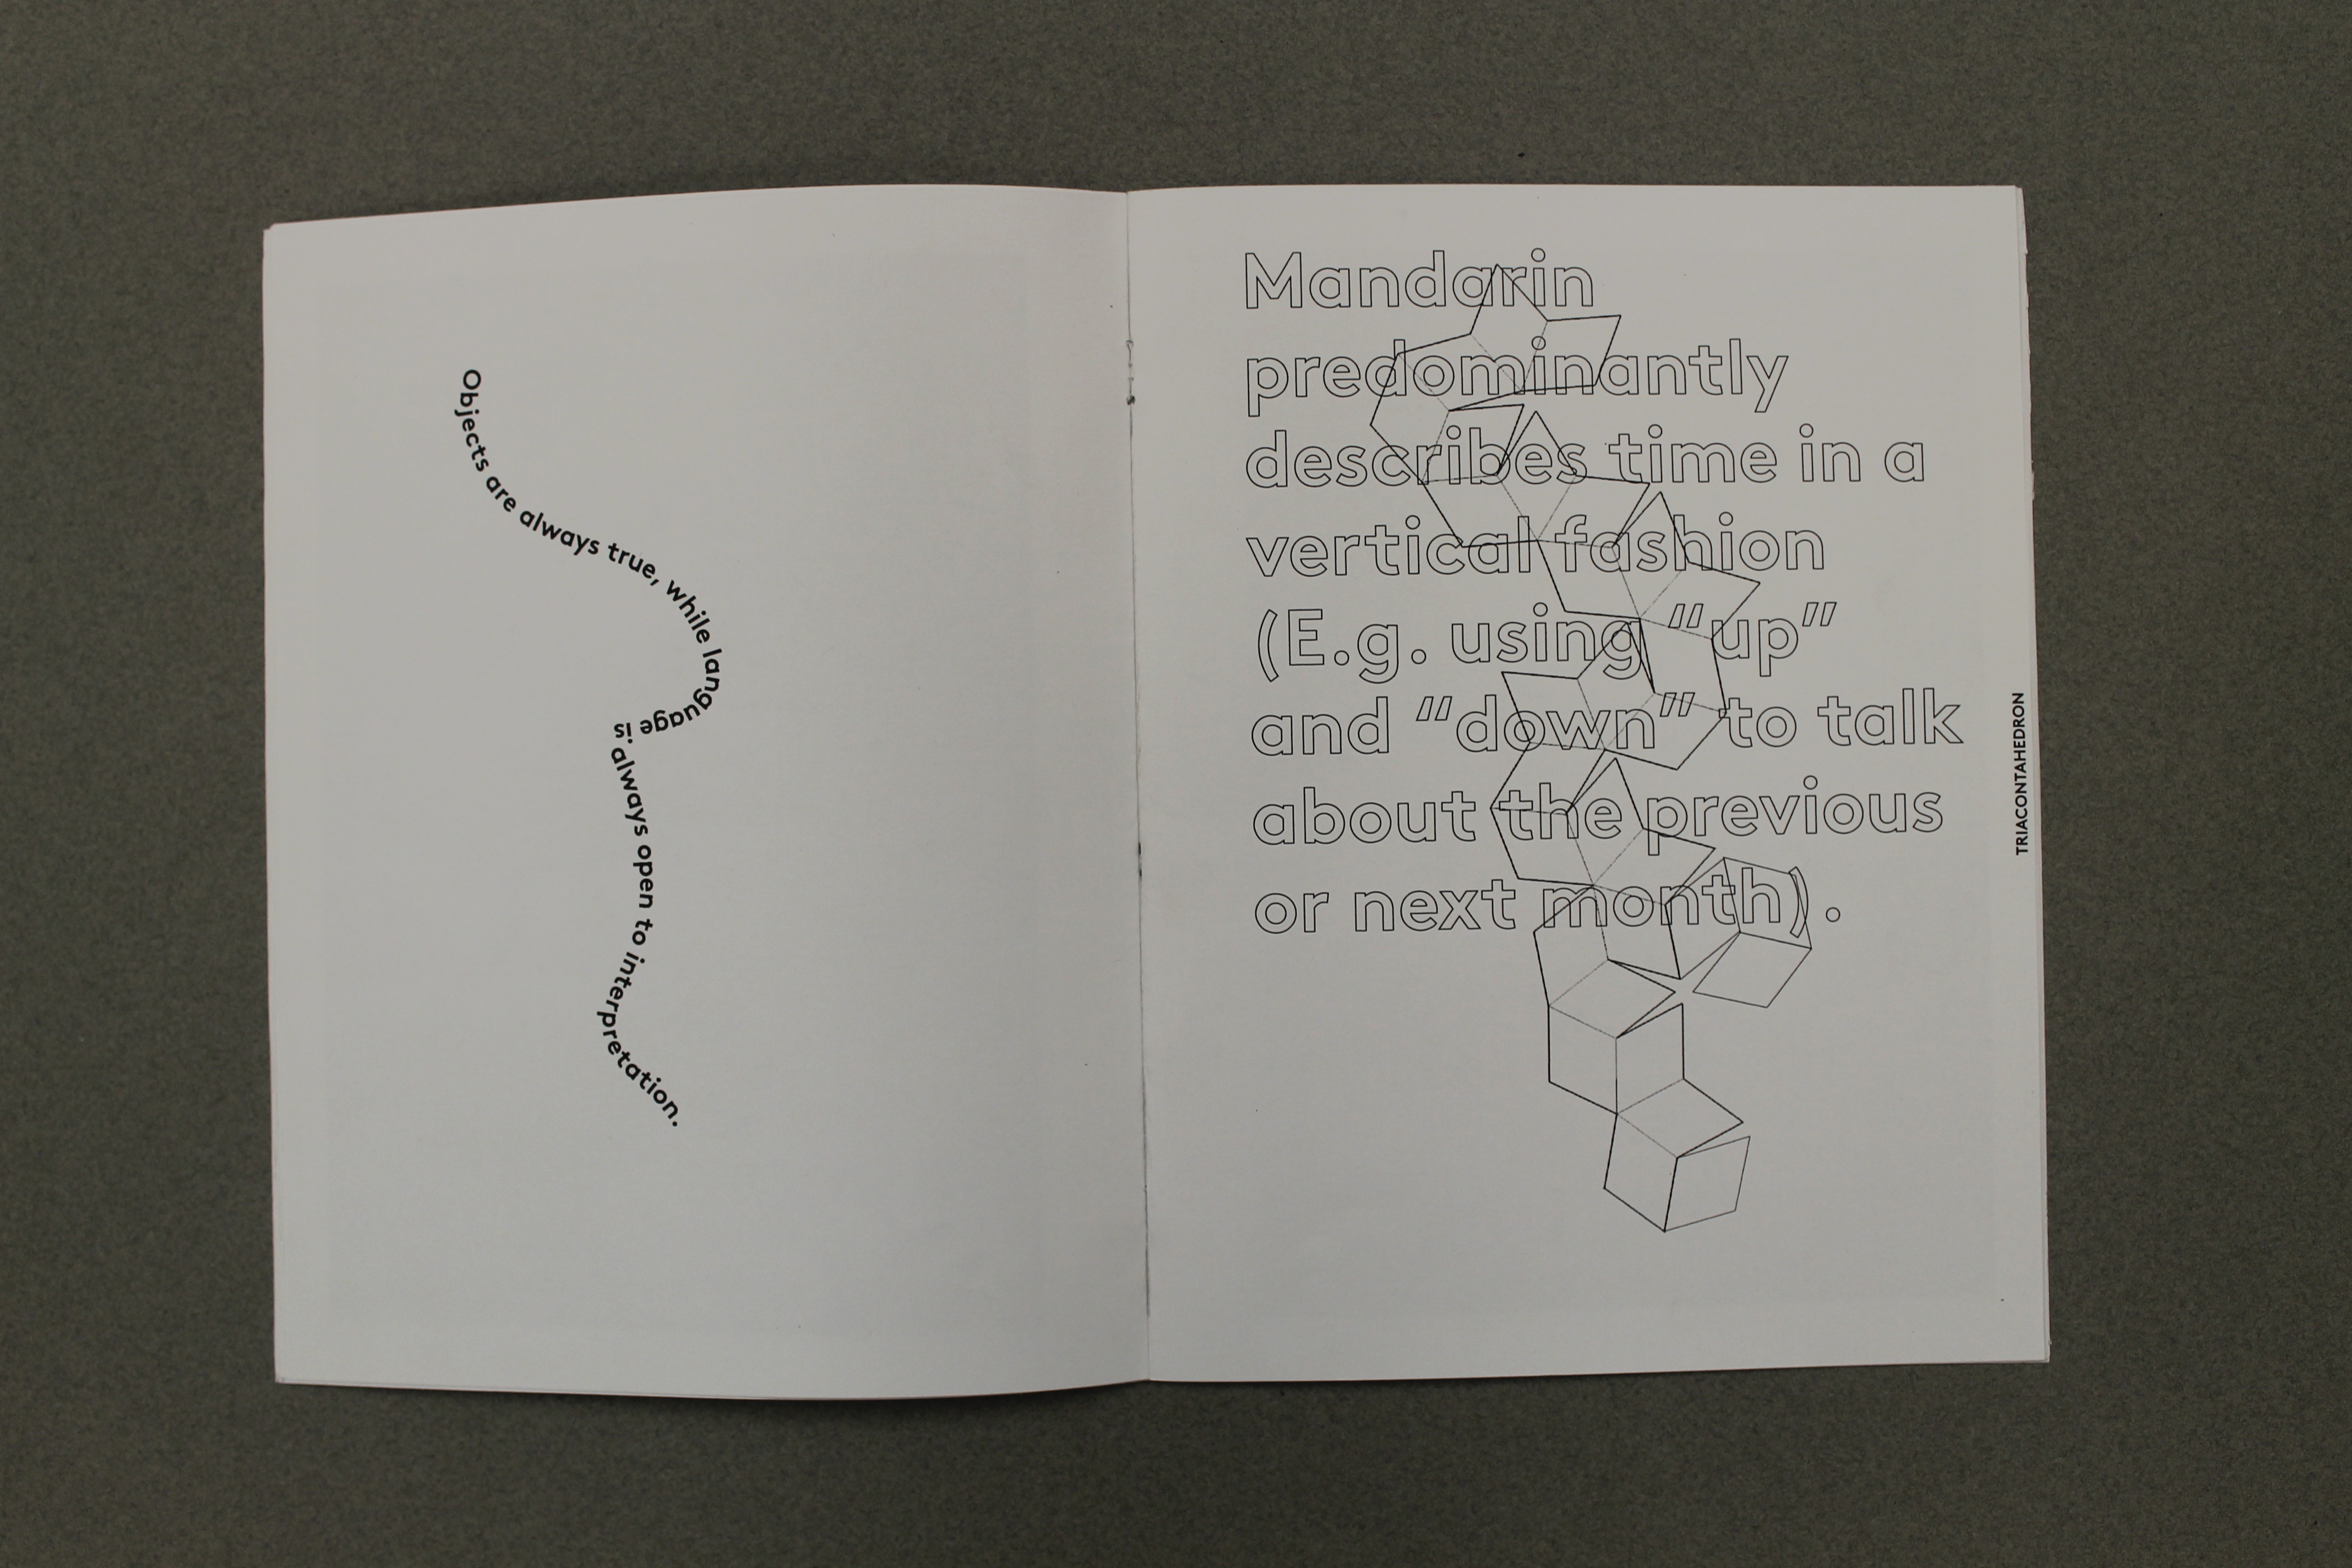 Objects are always true, while language is always open to interpretation.
Mandarin
predominantly
describes time in a
vertical fashion
(E.g. using “up”
and “down” to talk
about the previous
or next month).
TRIACONTAHEDRON